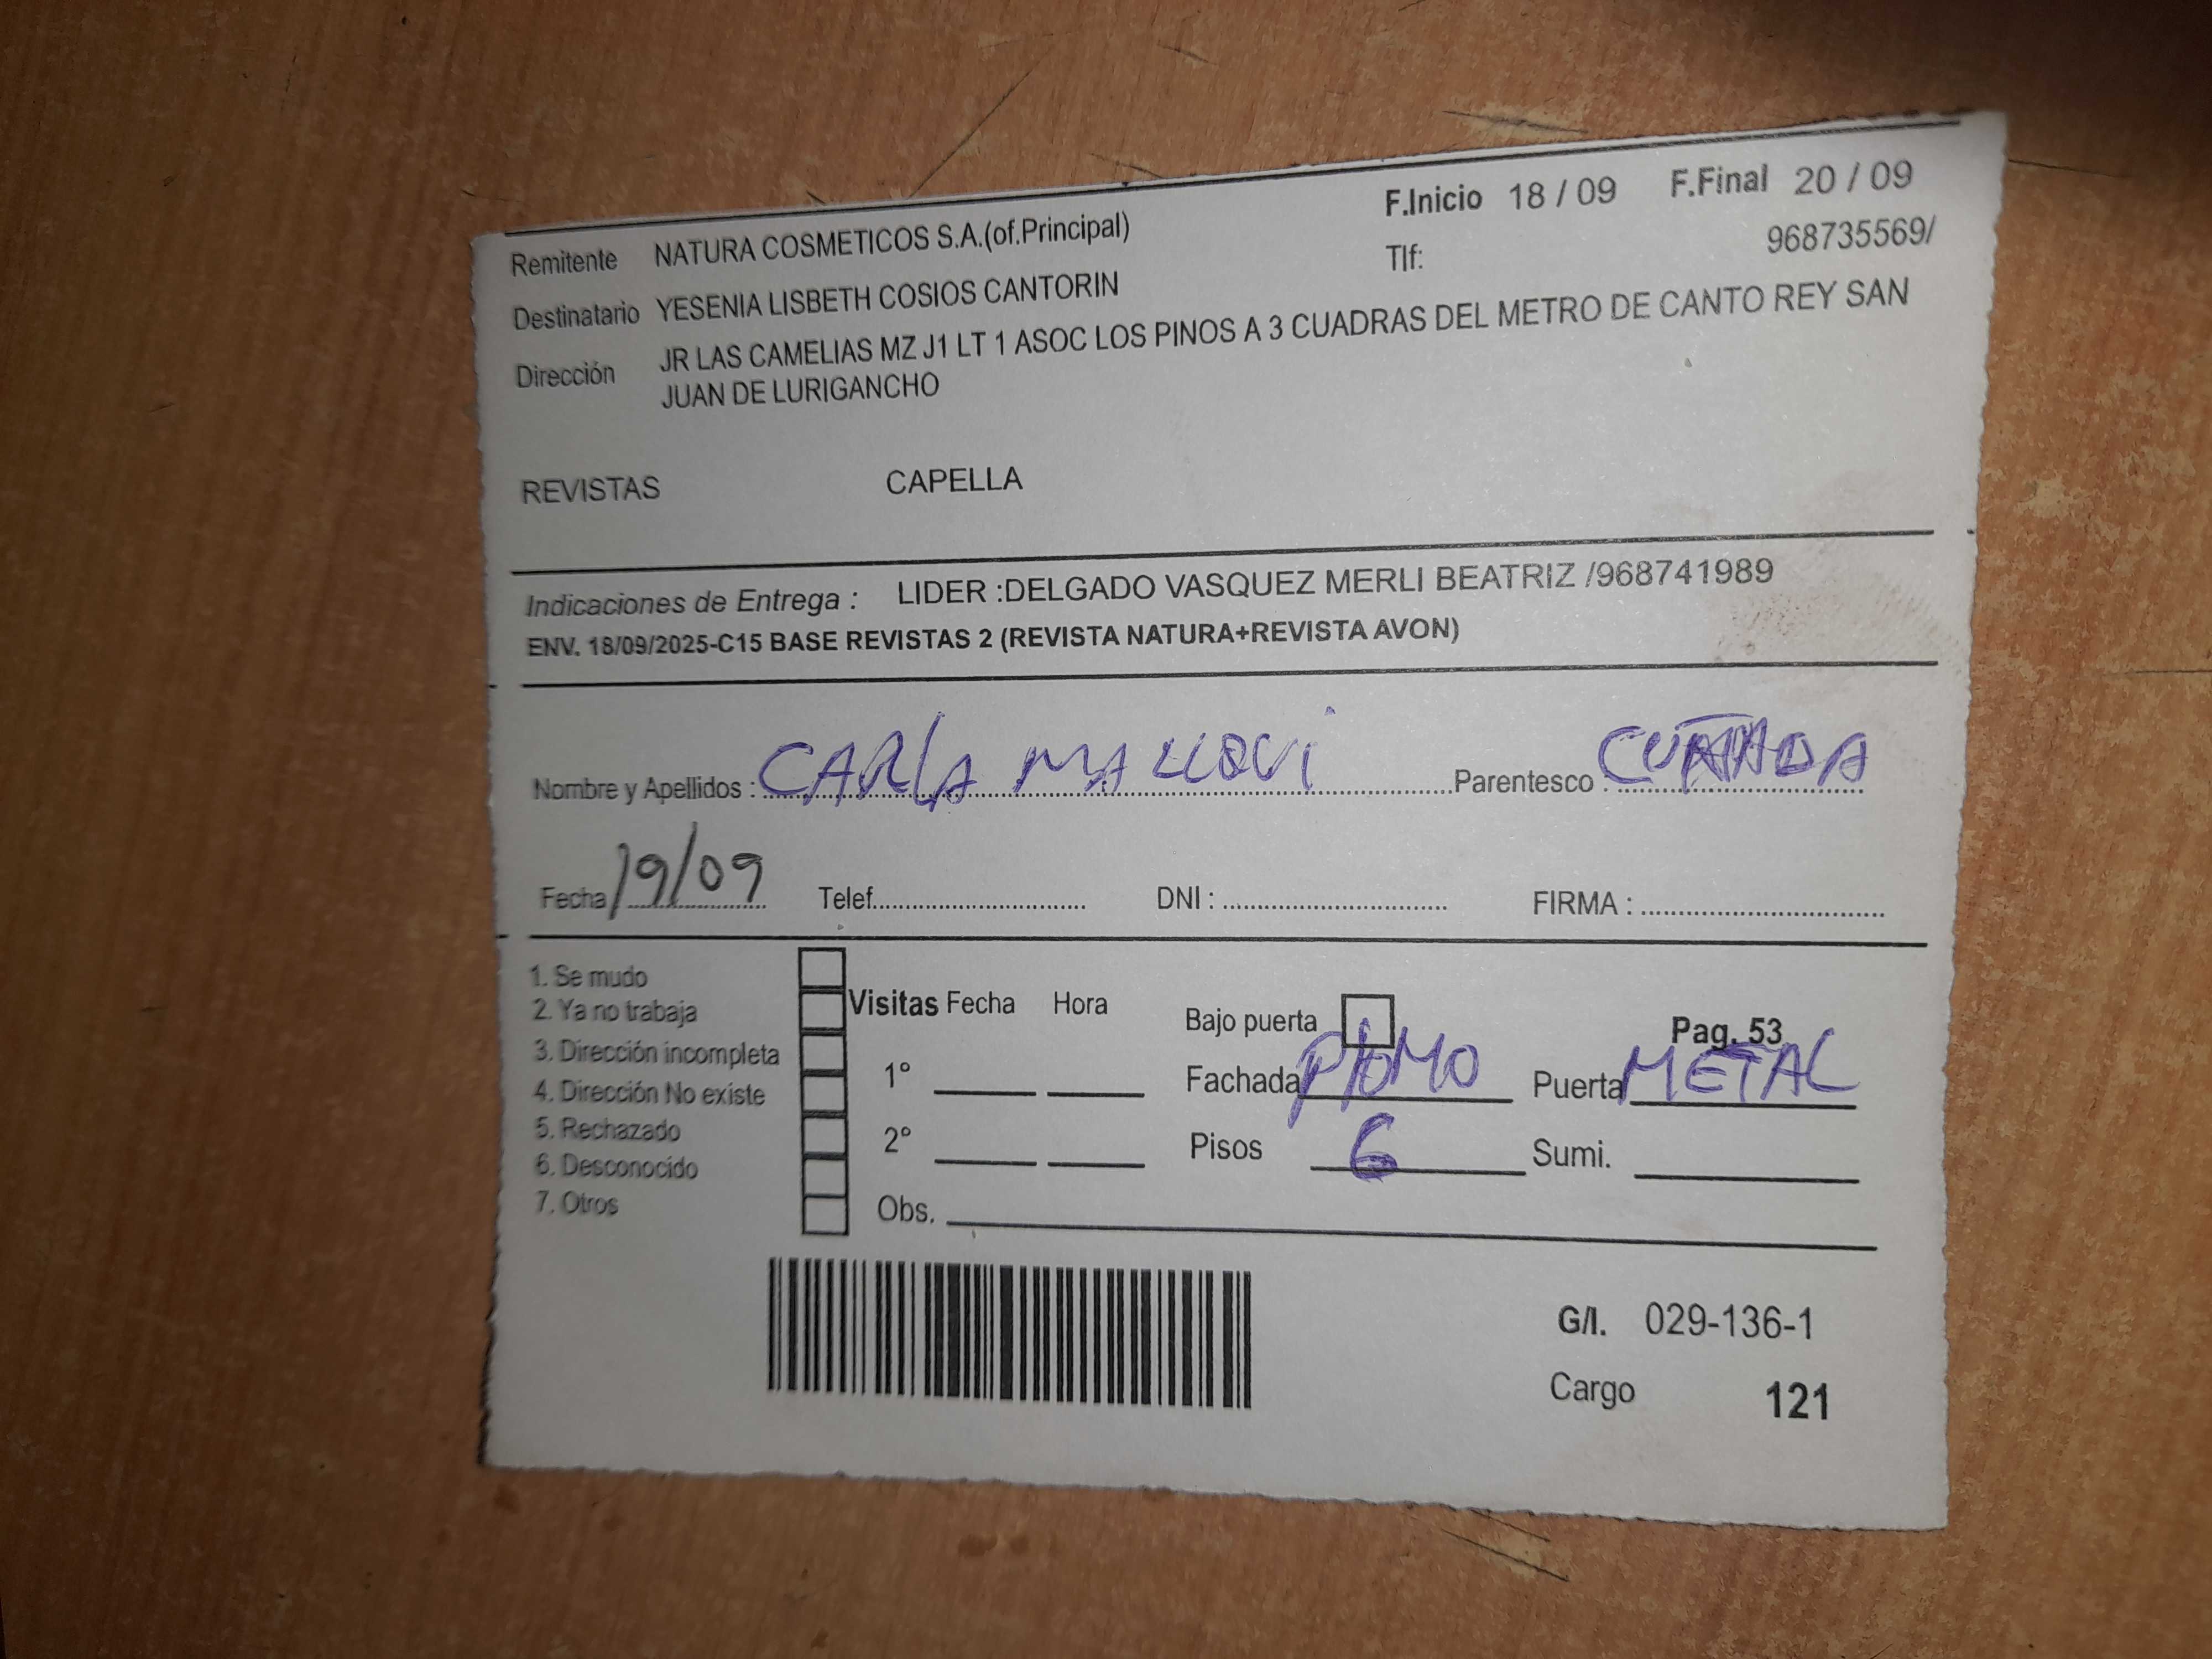 F.Inicio 18 / 09 F.Final 20 / 09
Remitente NATURA COSMETICOS S.A.(of.Principal)
Tlf: 968735569/
Destinatario YESENIA LISBETH COSIOS CANTORIN
Dirección JR LAS CAMELIAS MZ J1 LT 1 ASOC LOS PINOS A 3 CUADRAS DEL METRO DE CANTO REY SAN
JUAN DE LURIGANCHO
REVISTAS CAPELLA
Indicaciones de Entrega : LIDER :DELGADO VASQUEZ MERLI BEATRIZ /968741989
ENV. 18/09/2025-C15 BASE REVISTAS 2 (REVISTA NATURA+REVISTA AVON)
Nombre y Apellidos : CARLA Parentesco : CUÑADA
Fecha 19/09 Telef. DNI : FIRMA :
1. Se mudo
2. Ya no trabaja
3. Dirección incompleta
4. Dirección No existe
5. Rechazado
6. Desconocido
7. Otros
Visitas Fecha Hora
1°
2°
Obs.
Bajo puerta Pag. 53
Fachada PLOMO Puerta METAL
Pisos 6 Sumi.
G/I. 029-136-1
Cargo 121